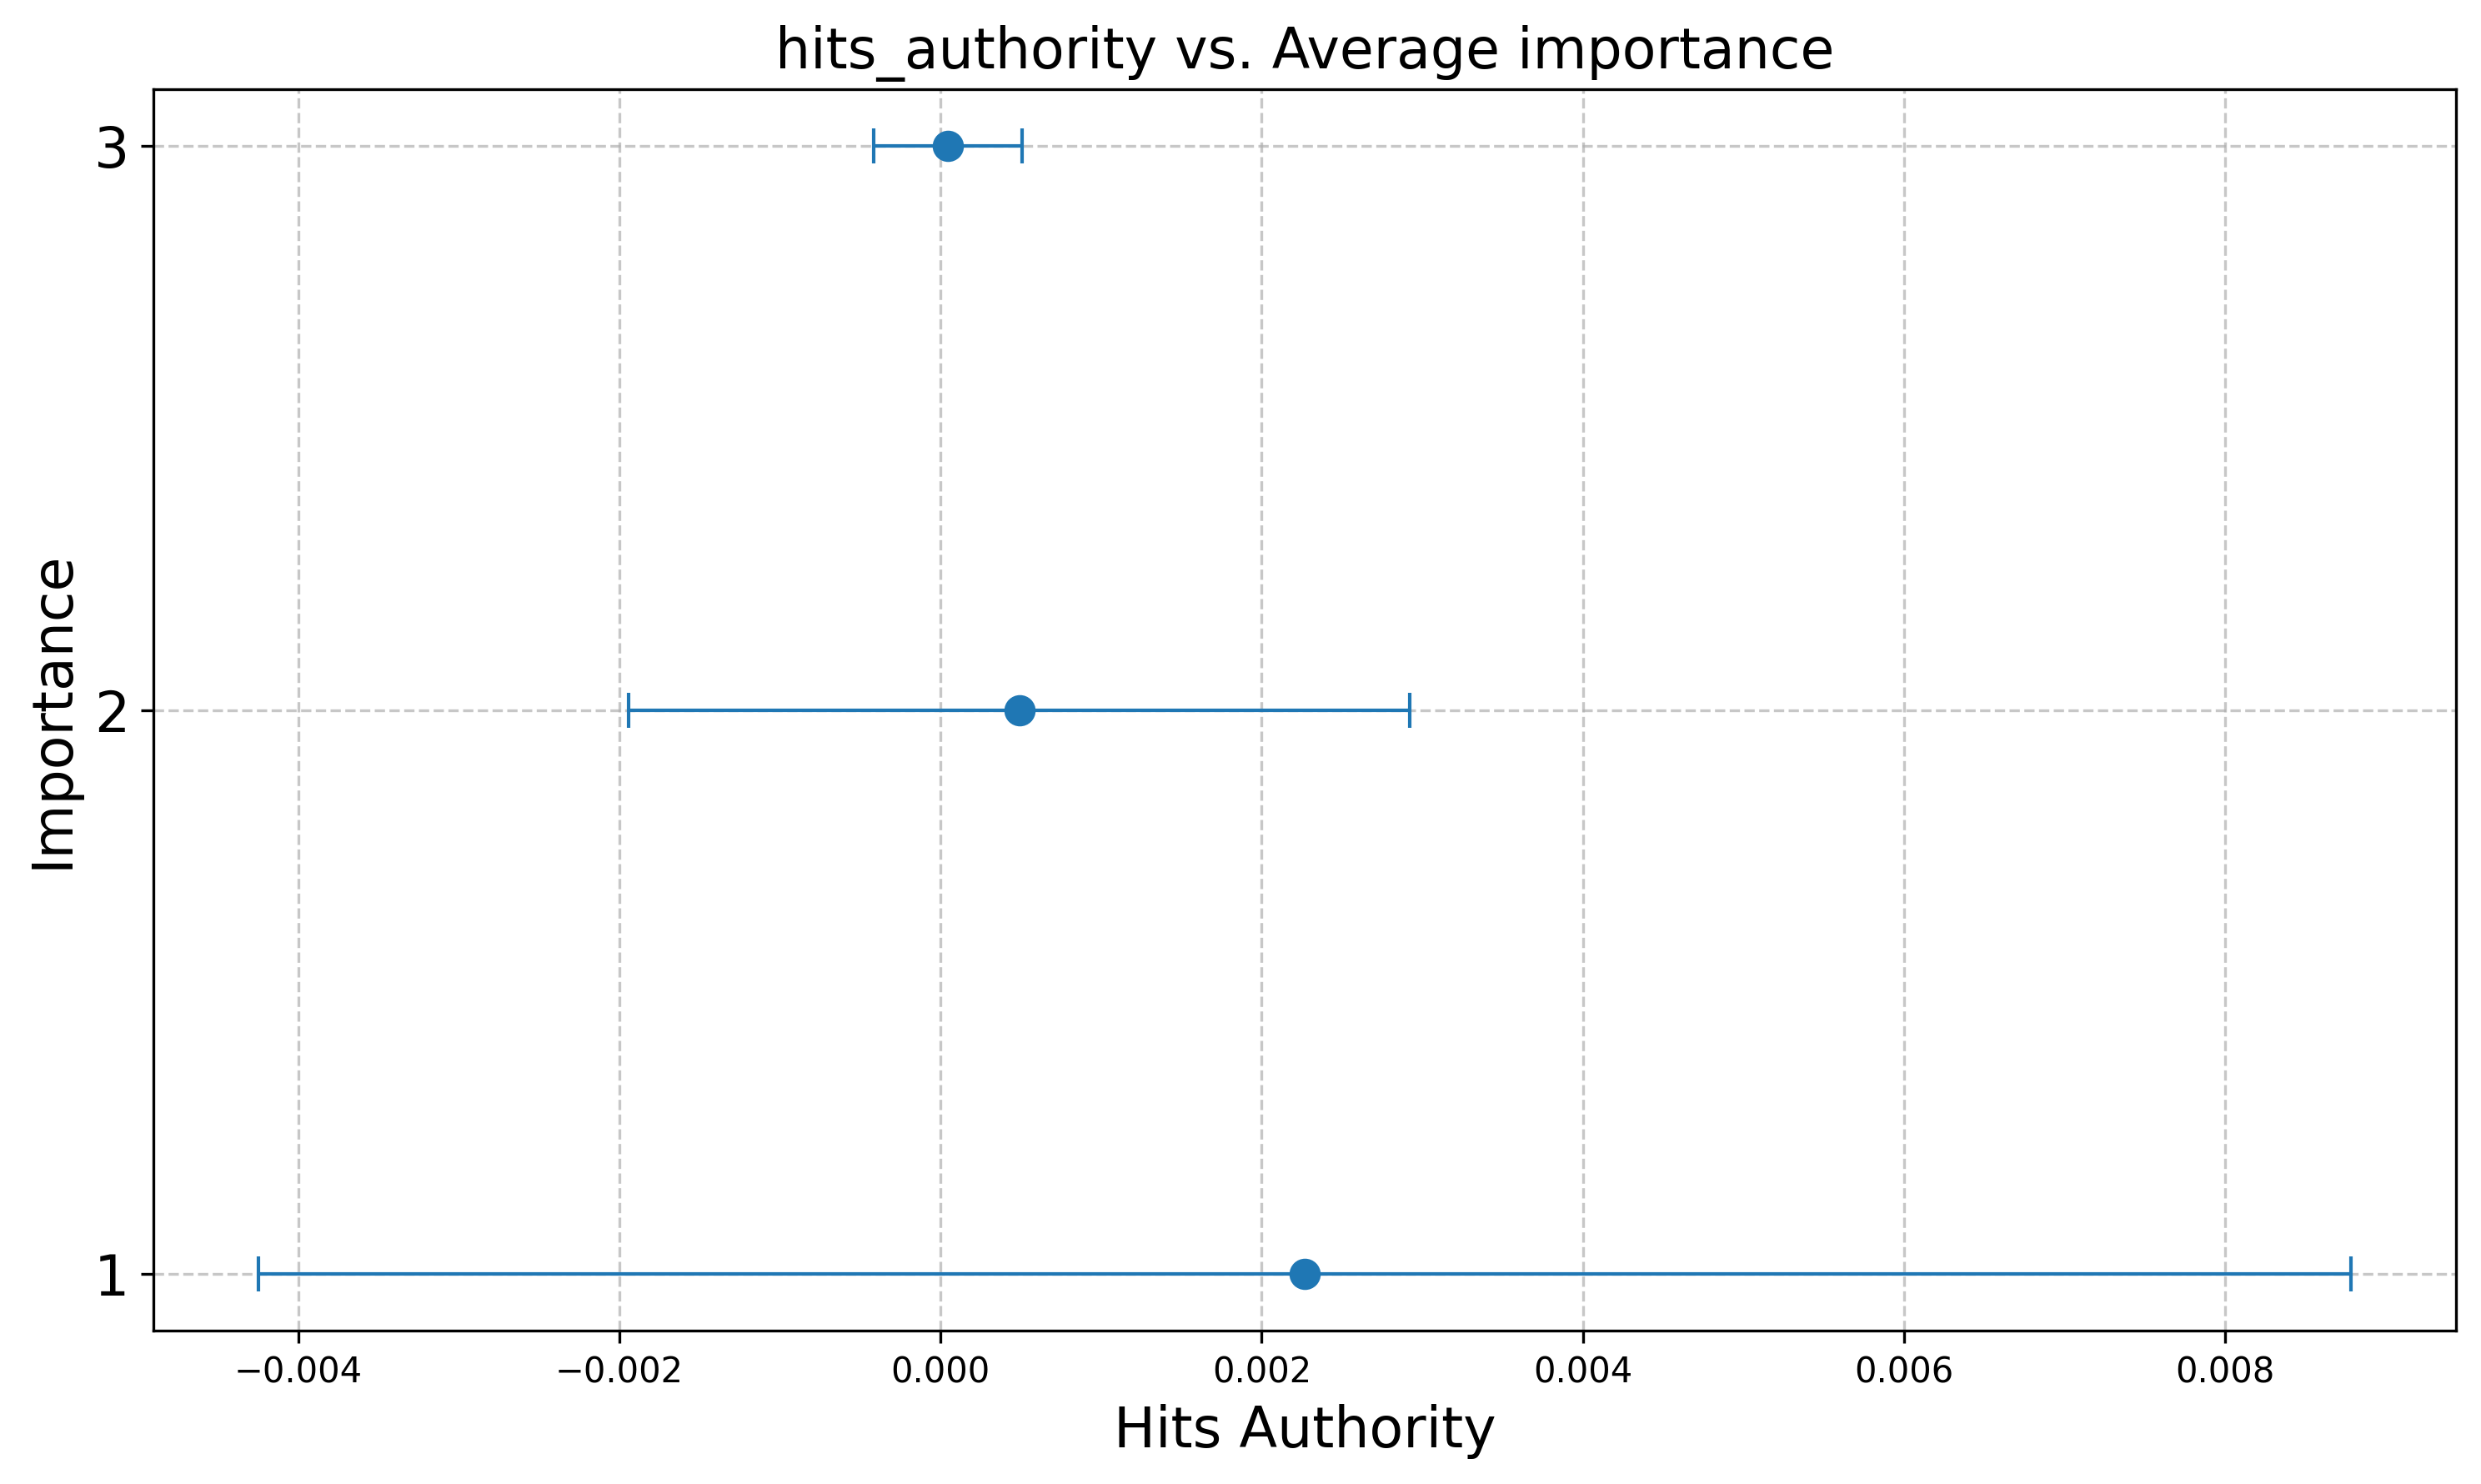 hits_authority vs. Average importance
3
2
1
Importance
−0.004 −0.002 0.000 0.002 0.004 0.006 0.008
Hits Authority